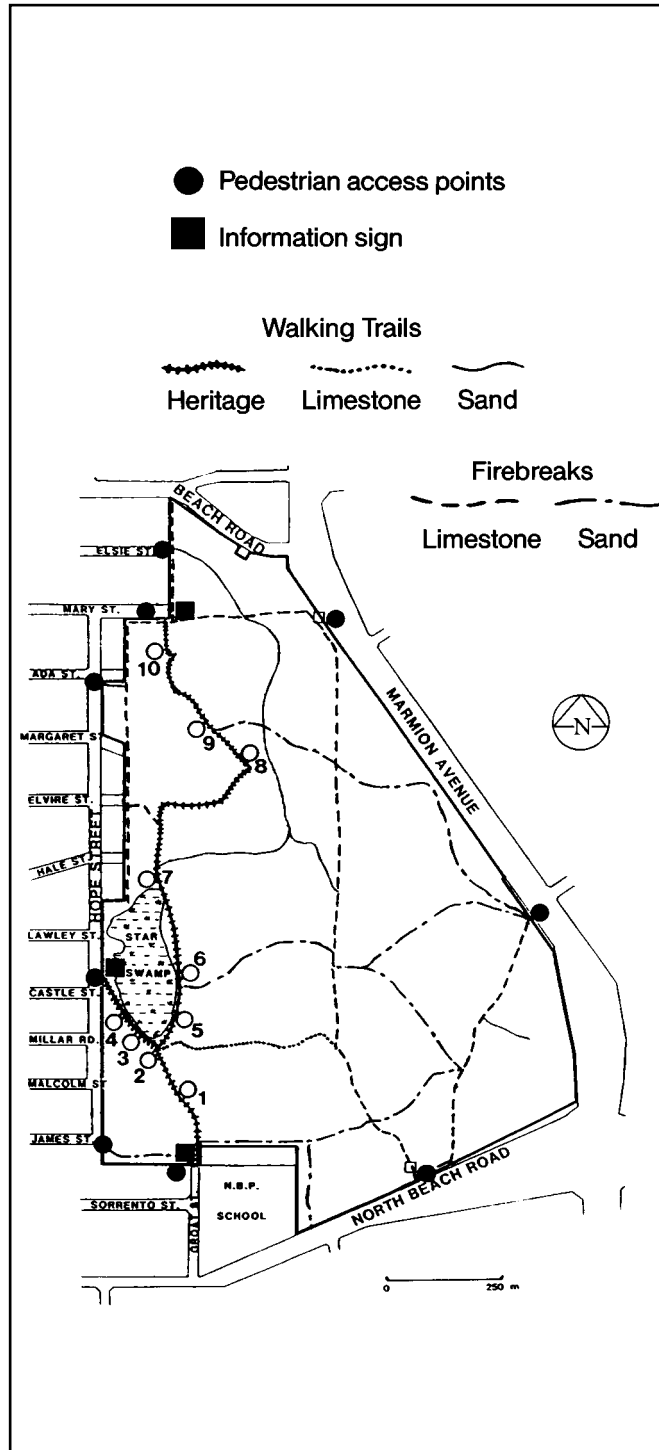 Pedestrian access points
Information sign
Walking Trails
Heritage Limestone Sand
Firebreaks
Limestone Sand
BEACH ROAD
ELSIE ST.
MARY ST.
10
ADA ST.
MARMION AVENUE
N
MARGARET S
9
8
ELVIRE ST.
HOPE STREET
HALE ST.
7
LAWLEY ST.
STAR
SWAMP
6
CASTLE ST.
5
4
MILLAR RD.
3
2
MALCOLM ST
1
JAMES ST.
NORTH BEACH ROAD
N.B.P.
SCHOOL
SORRENTO ST.
0 250 m